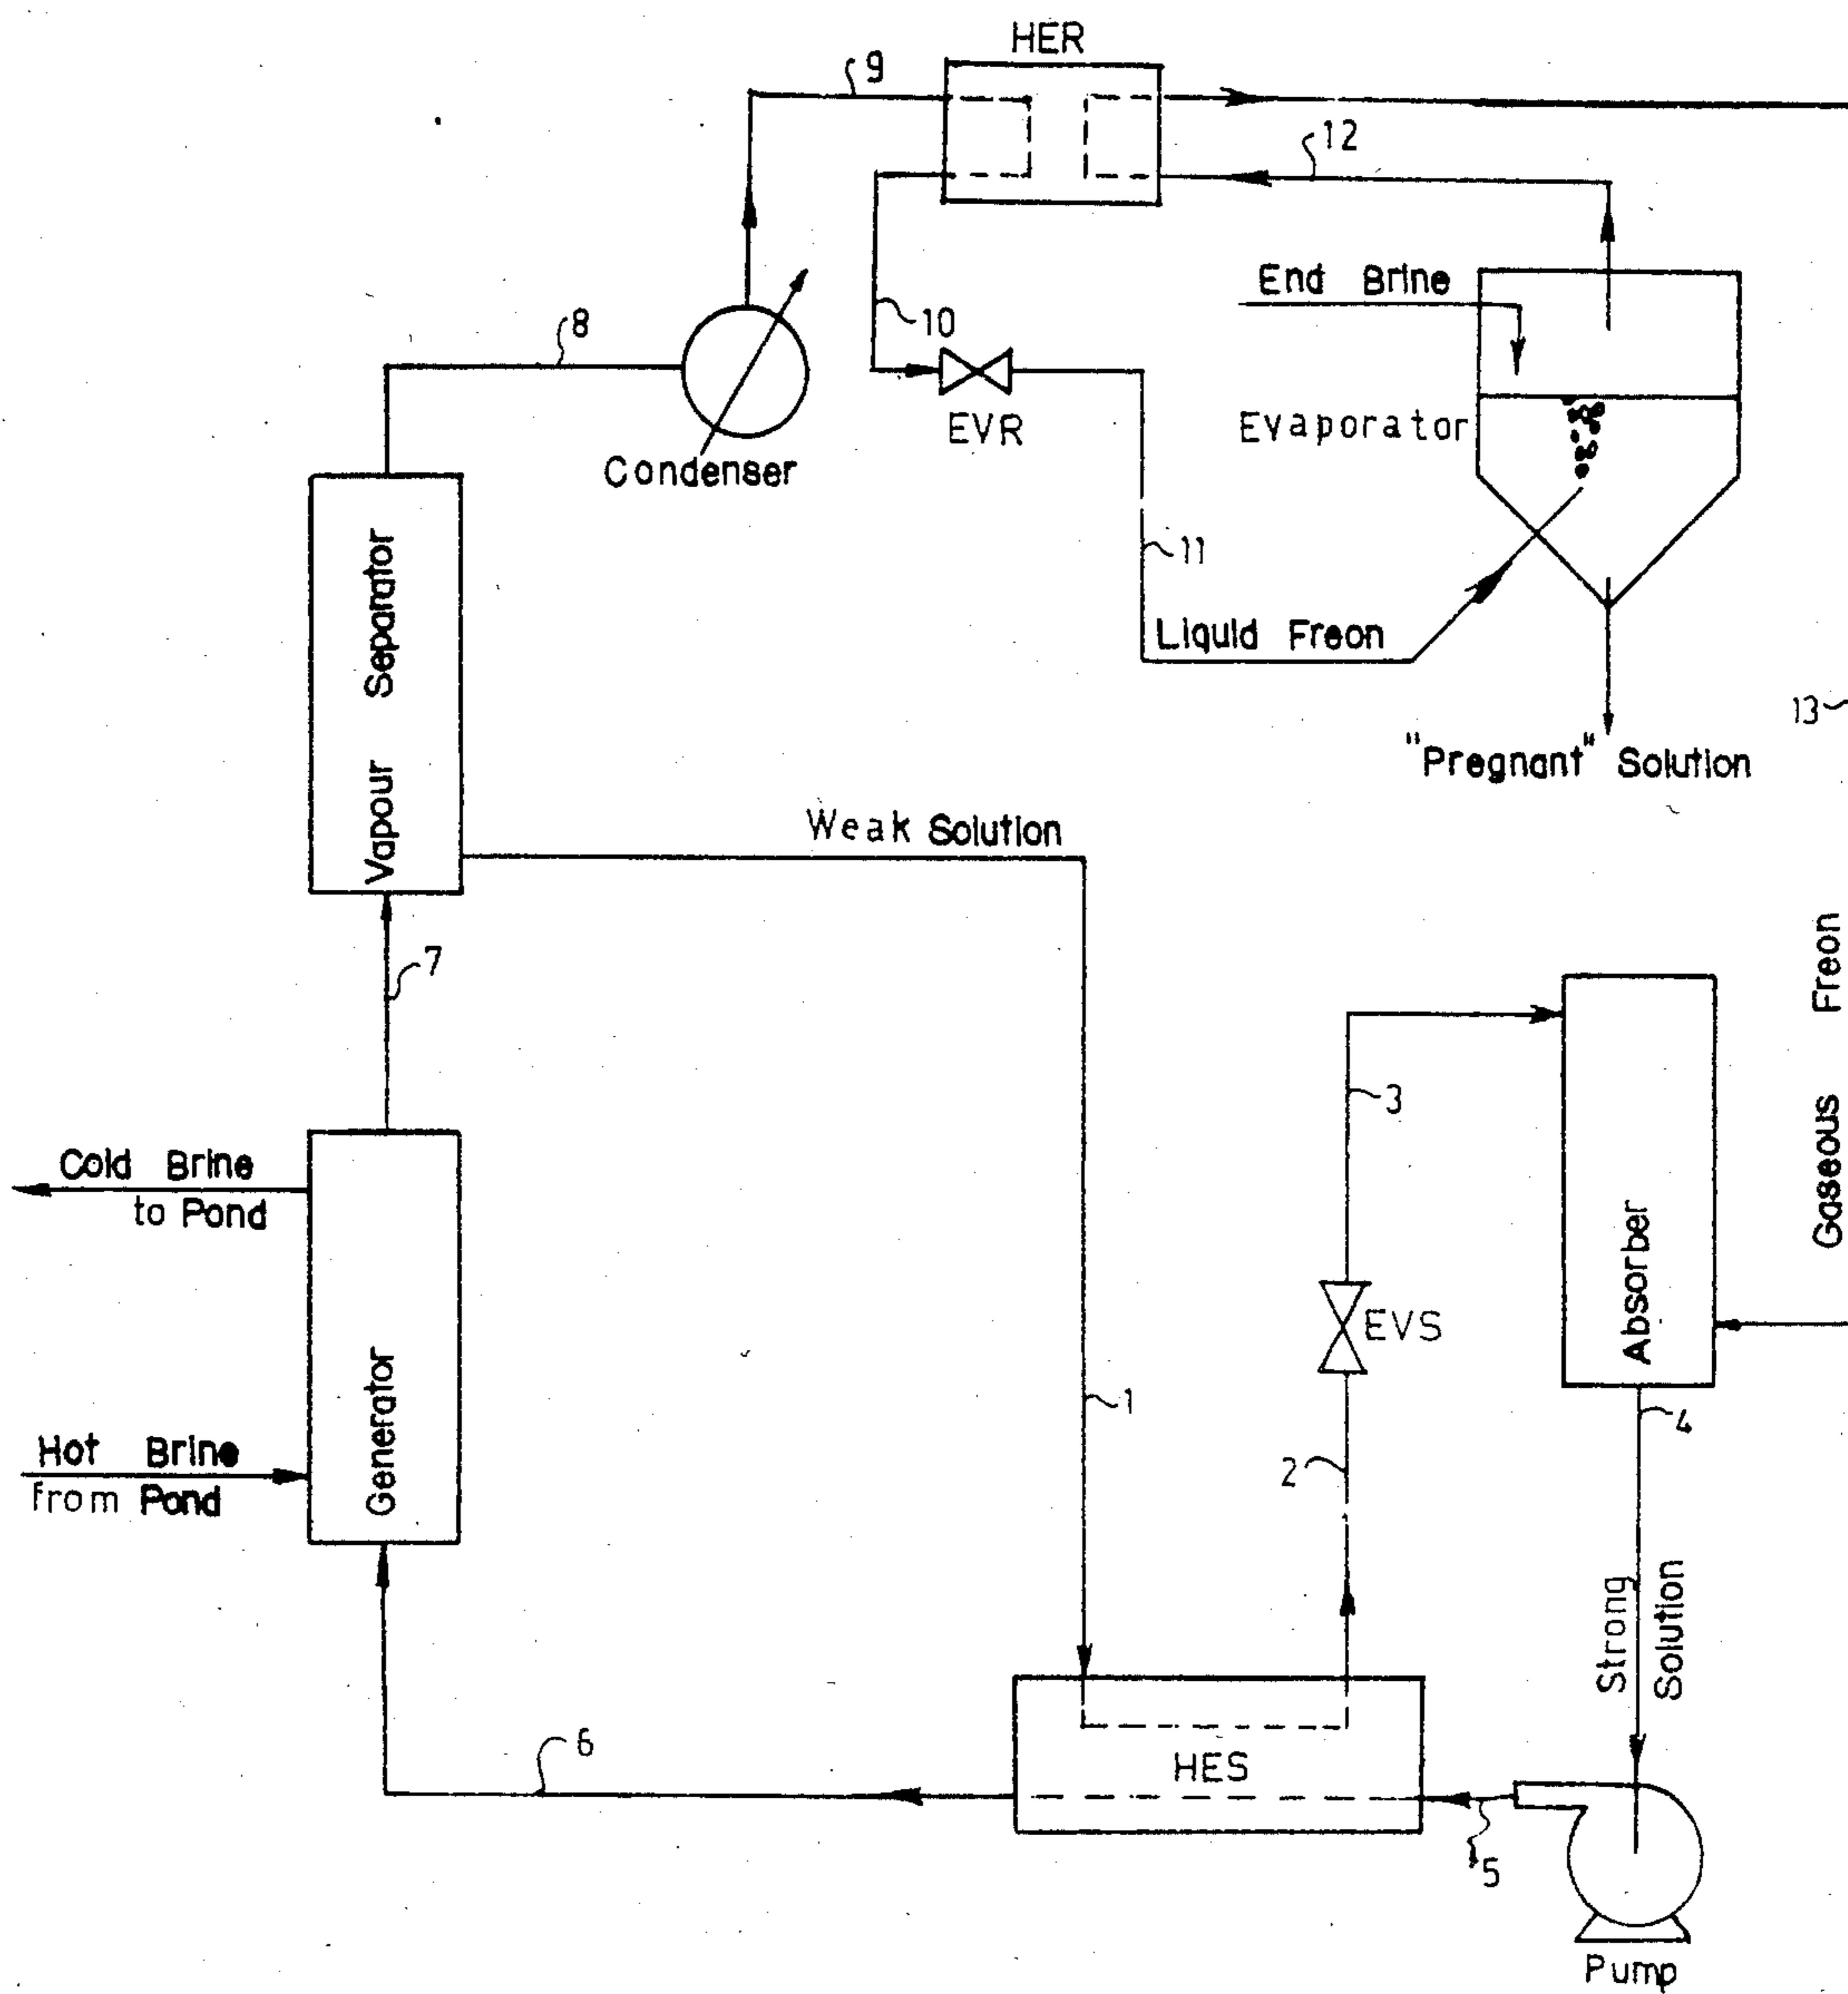 HER
9
12
End Brine
8
10
EVR
Evaporator
Condenser
11
Liquid Freon
Vapour Separator
13
"Pregnant" Solution
Weak Solution
7
Gaseous Freon
3
Cold Brine
to Pond
Absorber
EVS
Generator
1
4
Hot Brine
from Pond
2
Strong
Solution
6
HES
5
Pump